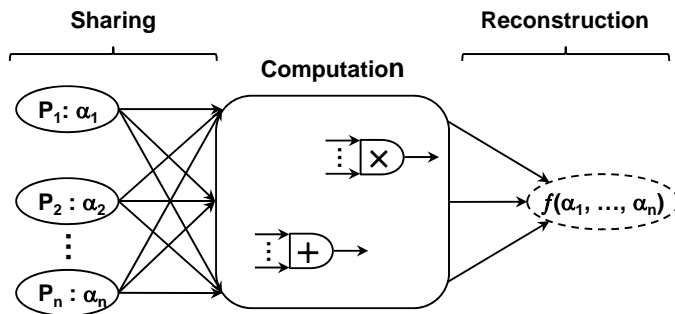 Sharing
Reconstruction
Computation
P₁: α₁
×
⋮
P₂: α₂
f(α₁, …, αₙ)
⋮
⋮
+
Pₙ : αₙ